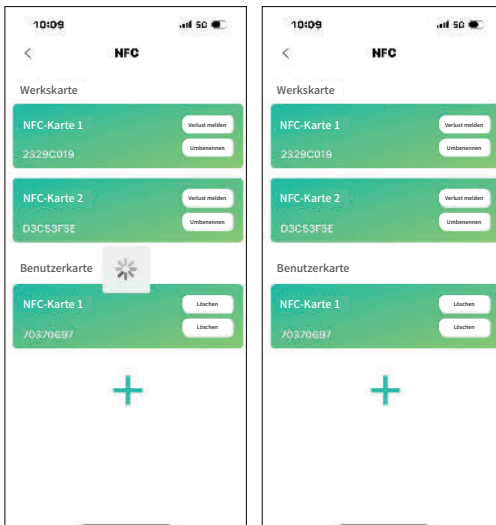 10:09 5G
NFC
Werkskarte
NFC-Karte 1
Verlust melden
2329C019
Umbenennen
NFC-Karte 2
Verlust melden
D3C53F5E
Umbenennen
Benutzerkarte
NFC-Karte 1
Löschen
70370697
Löschen
10:09 5G
NFC
Werkskarte
NFC-Karte 1
Verlust melden
2329C019
Umbenennen
NFC-Karte 2
Verlust melden
D3C53F5E
Umbenennen
Benutzerkarte
NFC-Karte 1
Löschen
70370697
Löschen